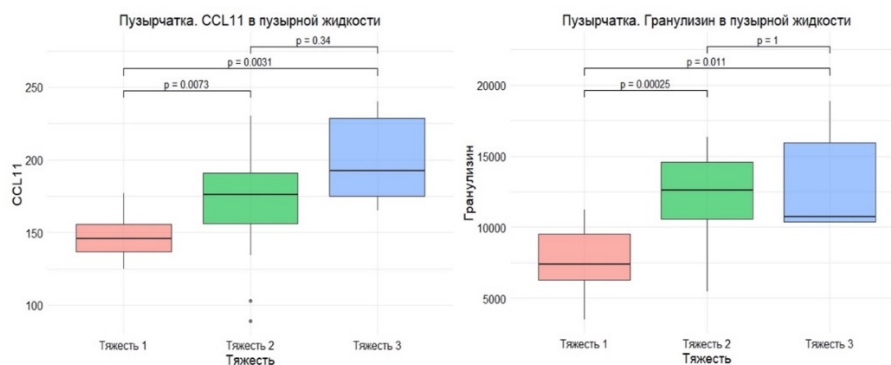 Пузырчатка. CCL11 в пузырной жидкости
p = 0.34
p = 0.0031
p = 0.0073
250
200
150
100
CCL11
Тяжесть 1
Тяжесть 2
Тяжесть 3
Тяжесть
Пузырчатка. Гранулизин в пузырной жидкости
p = 1
p = 0.011
p = 0.00025
20000
15000
10000
5000
Гранулизин
Тяжесть 1
Тяжесть 2
Тяжесть 3
Тяжесть